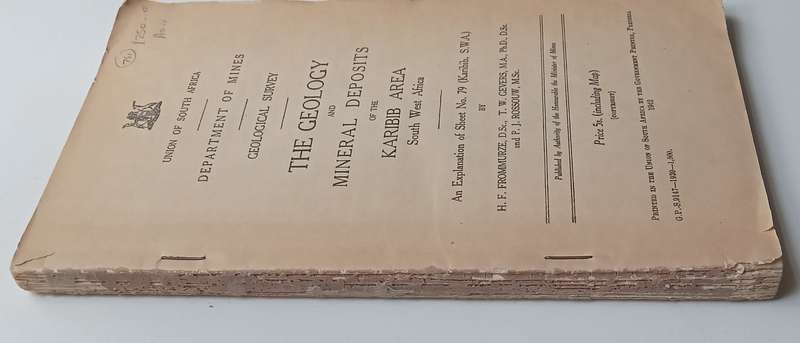 UNION OF SOUTH AFRICA
DEPARTMENT OF MINES
GEOLOGICAL SURVEY
THE GEOLOGY
AND
MINERAL DEPOSITS
OF THE
KARIBIB AREA
South West Africa
An Explanation of Sheet No. 79 (Karibib, S.W.A.)
BY
H. F. FROMMURZE, D.Sc., T. W. GEVERS, M.A., Ph.D., D.Sc.
and P. J. ROSSOUW, M.Sc.
Published by Authority of the Honourable the Minister of Mines
Price 5s. (including Map)
(COPYRIGHT)
PRINTED IN THE UNION OF SOUTH AFRICA BY THE GOVERNMENT PRINTER, PRETORIA
1942